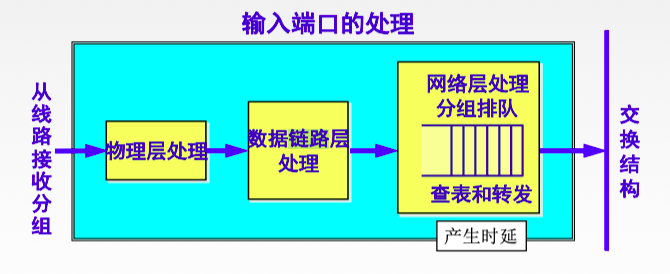 输入端口的处理
从线路接收分组
物理层处理
数据链路层
处理
网络层处理
分组排队
查表和转发
产生时延
交换结构